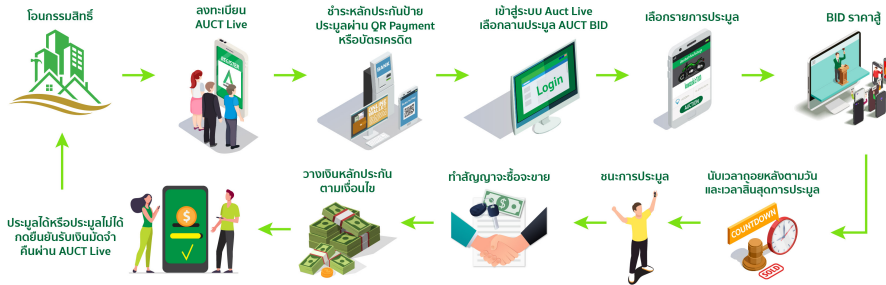 โอนกรรมสิทธิ์
ลงทะเบียน
AUCT Live
REGISTER
ชำระหลักประกันป้าย
ประมูลผ่าน QR Payment
หรือบัตรเครดิต
BANK
เข้าสู่ระบบ Auct Live
เลือกลานประมูล AUCT BID
Login
เลือกรายการประมูล
AUCTION
BID ราคาสู้
นับเวลาถอยหลังตามวัน
และเวลาสิ้นสุดการประมูล
COUNTDOWN
SOLD
ชนะการประมูล
ทำสัญญาจะซื้อจะขาย
วางเงินหลักประกัน
ตามเงื่อนไข
ประมูลได้หรือประมูลไม่ได้
กดยืนยันรับเงินมัดจำ
คืนผ่าน AUCT Live